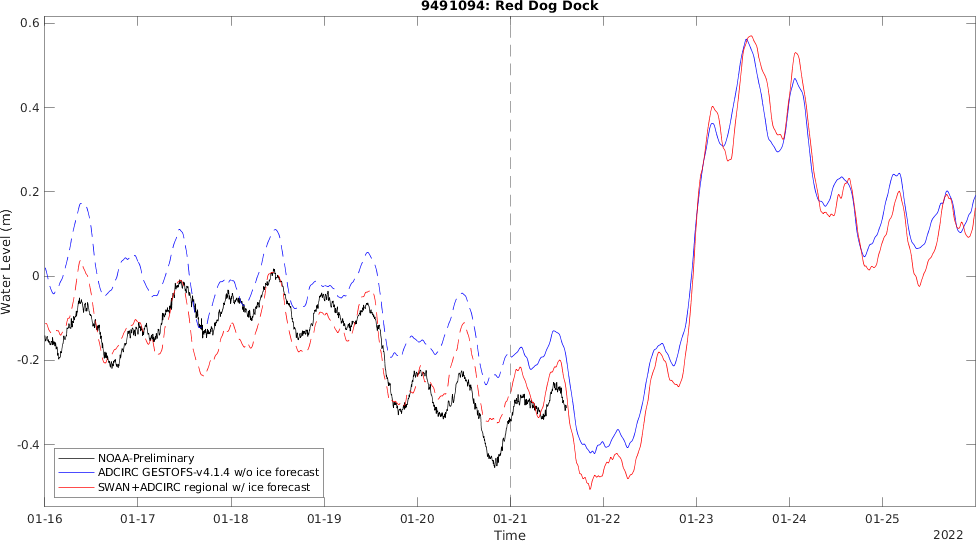 9491094: Red Dog Dock
0.6
0.4
0.2
0
-0.2
-0.4
Water Level (m)
NOAA-Preliminary
ADCIRC GESTOFS-v4.1.4 w/o ice forecast
SWAN+ADCIRC regional w/ ice forecast
01-16 01-17 01-18 01-19 01-20 01-21 01-22 01-23 01-24 01-25
Time
2022